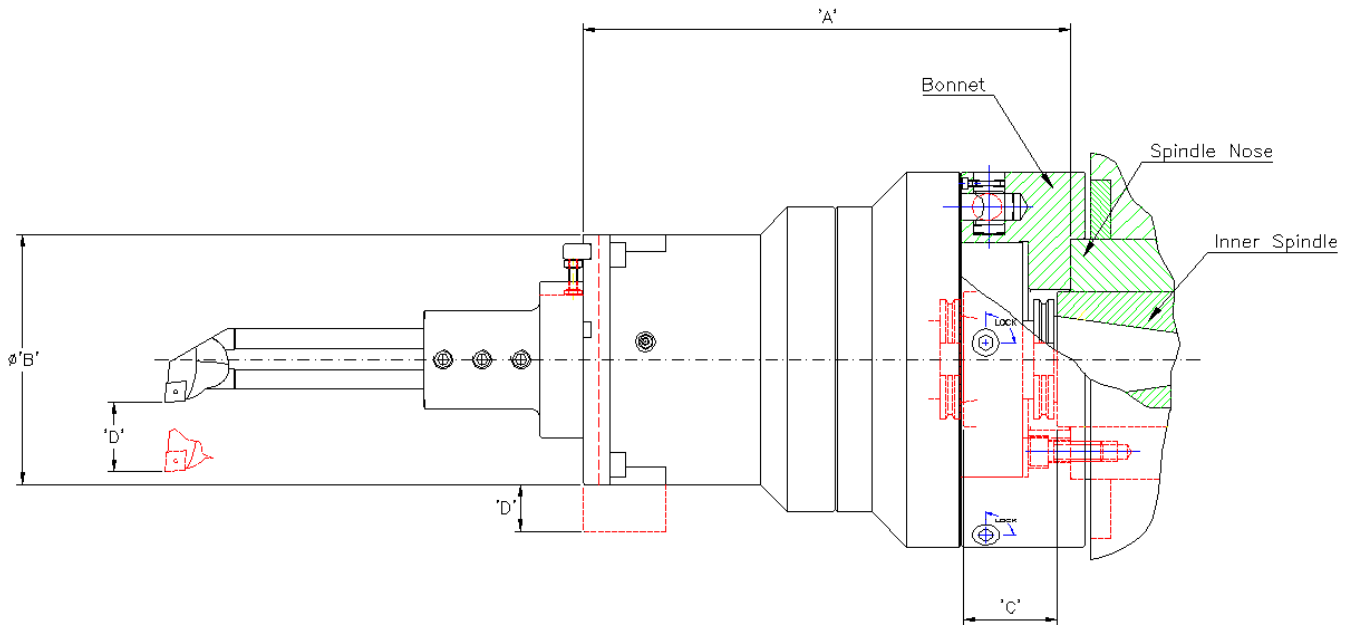 'A'
Bonnet
Spindle Nose
Inner Spindle
LOCK
ø'B'
'D'
'D'
LOCK
'C'